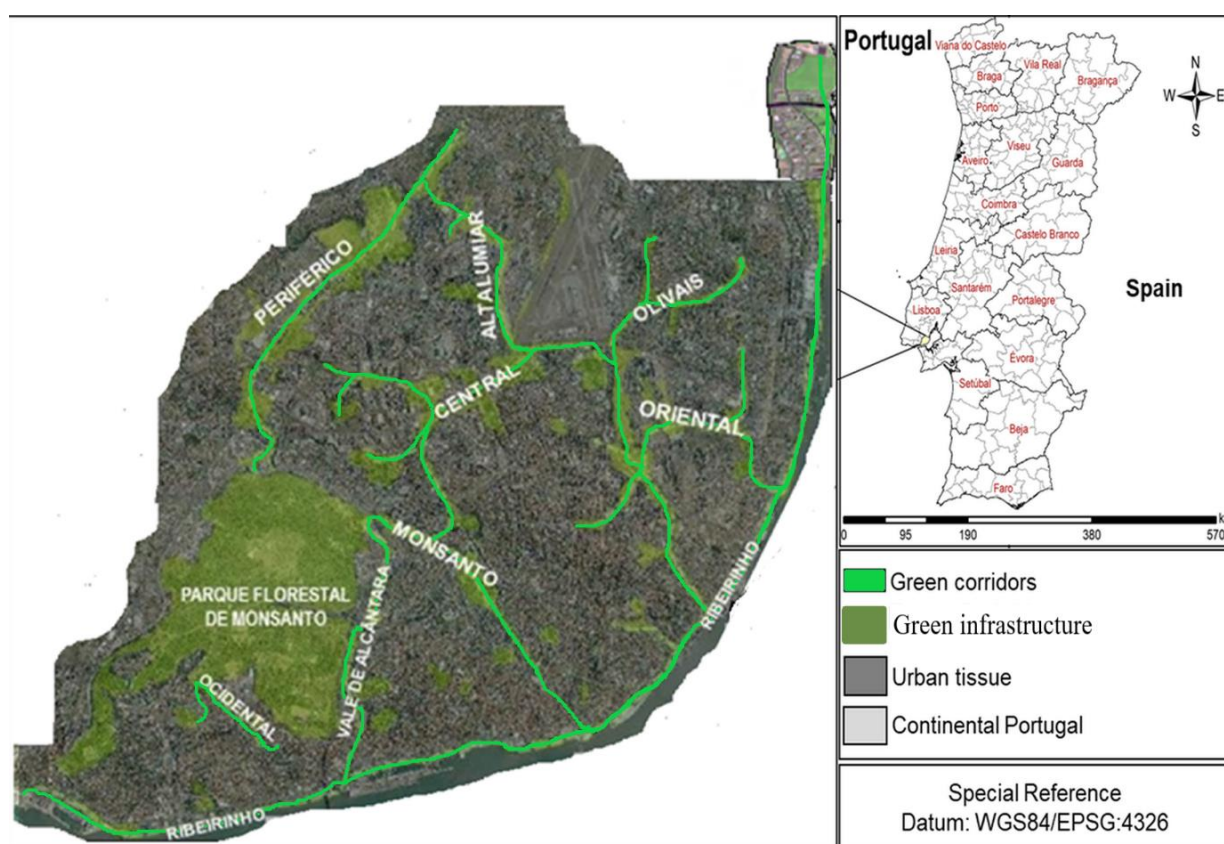 PERIFÉRICO
ALTALUMIAR
OLIVAIS
CENTRAL
ORIENTAL
MONSANTO
PARQUE FLORESTAL
DE MONSANTO
VALE DE ALCÂNTARA
OCIDENTAL
RIBEIRINHO
RIBEIRINHO
Portugal
Spain
Viana do Castelo
Braga
Vila Real
Bragança
Porto
Aveiro
Viseu
Guarda
Coimbra
Castelo Branco
Leiria
Santarém
Portalegre
Lisboa
Évora
Setúbal
Beja
Faro
N
W E
S
k
0 95 190 380 570
Green corridors
Green infrastructure
Urban tissue
Continental Portugal
Special Reference
Datum: WGS84/EPSG:4326